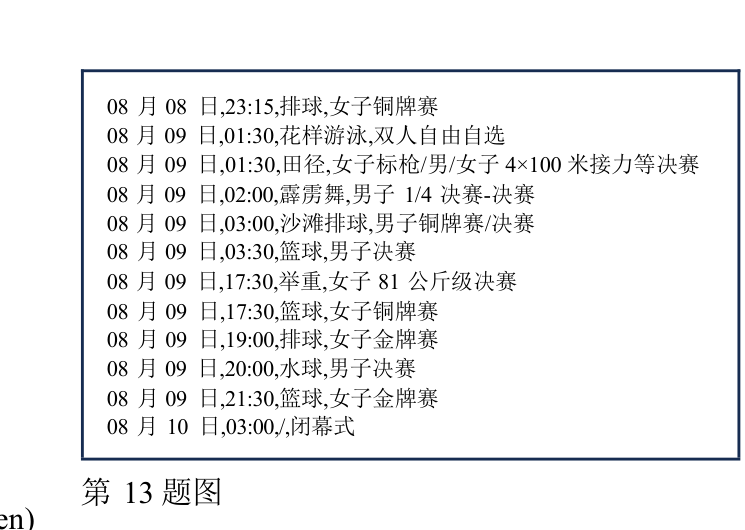 08 月 08 日,23:15,排球,女子铜牌赛
08 月 09 日,01:30,花样游泳,双人自由自选
08 月 09 日,01:30,田径,女子标枪/男/女子 4×100 米接力等决赛
08 月 09 日,02:00,霹雳舞,男子 1/4 决赛-决赛
08 月 09 日,03:00,沙滩排球,男子铜牌赛/决赛
08 月 09 日,03:30,篮球,男子决赛
08 月 09 日,17:30,举重,女子 81 公斤级决赛
08 月 09 日,17:30,篮球,女子铜牌赛
08 月 09 日,19:00,排球,女子金牌赛
08 月 09 日,20:00,水球,男子决赛
08 月 09 日,21:30,篮球,女子金牌赛
08 月 10 日,03:00,/,闭幕式
第 13 题图
en)